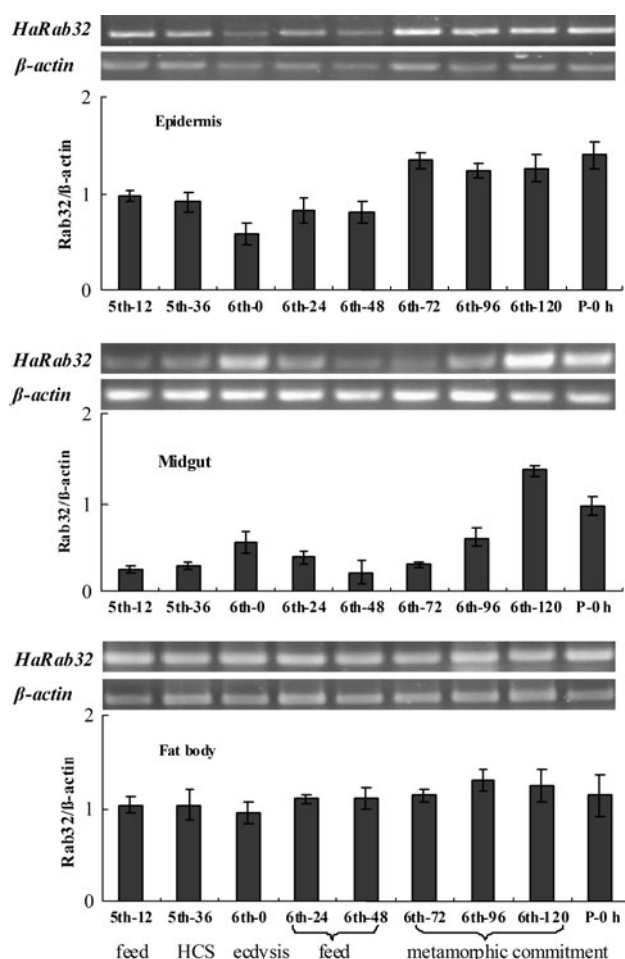 HaRab32
β-actin
2
Epidermis
Rab32/ß-actin
1
0
5th-12 5th-36 6th-0 6th-24 6th-48 6th-72 6th-96 6th-120 P-0 h
HaRab32
β-actin
2
Midgut
Rab32/ß-actin
1
0
5th-12 5th-36 6th-0 6th-24 6th-48 6th-72 6th-96 6th-120 P-0 h
HaRab32
β-actin
2
Fat body
Rab32/ß-actin
1
0
5th-12 5th-36 6th-0 6th-24 6th-48 6th-72 6th-96 6th-120 P-0 h
feed HCS ecdysis feed metamorphic commitment